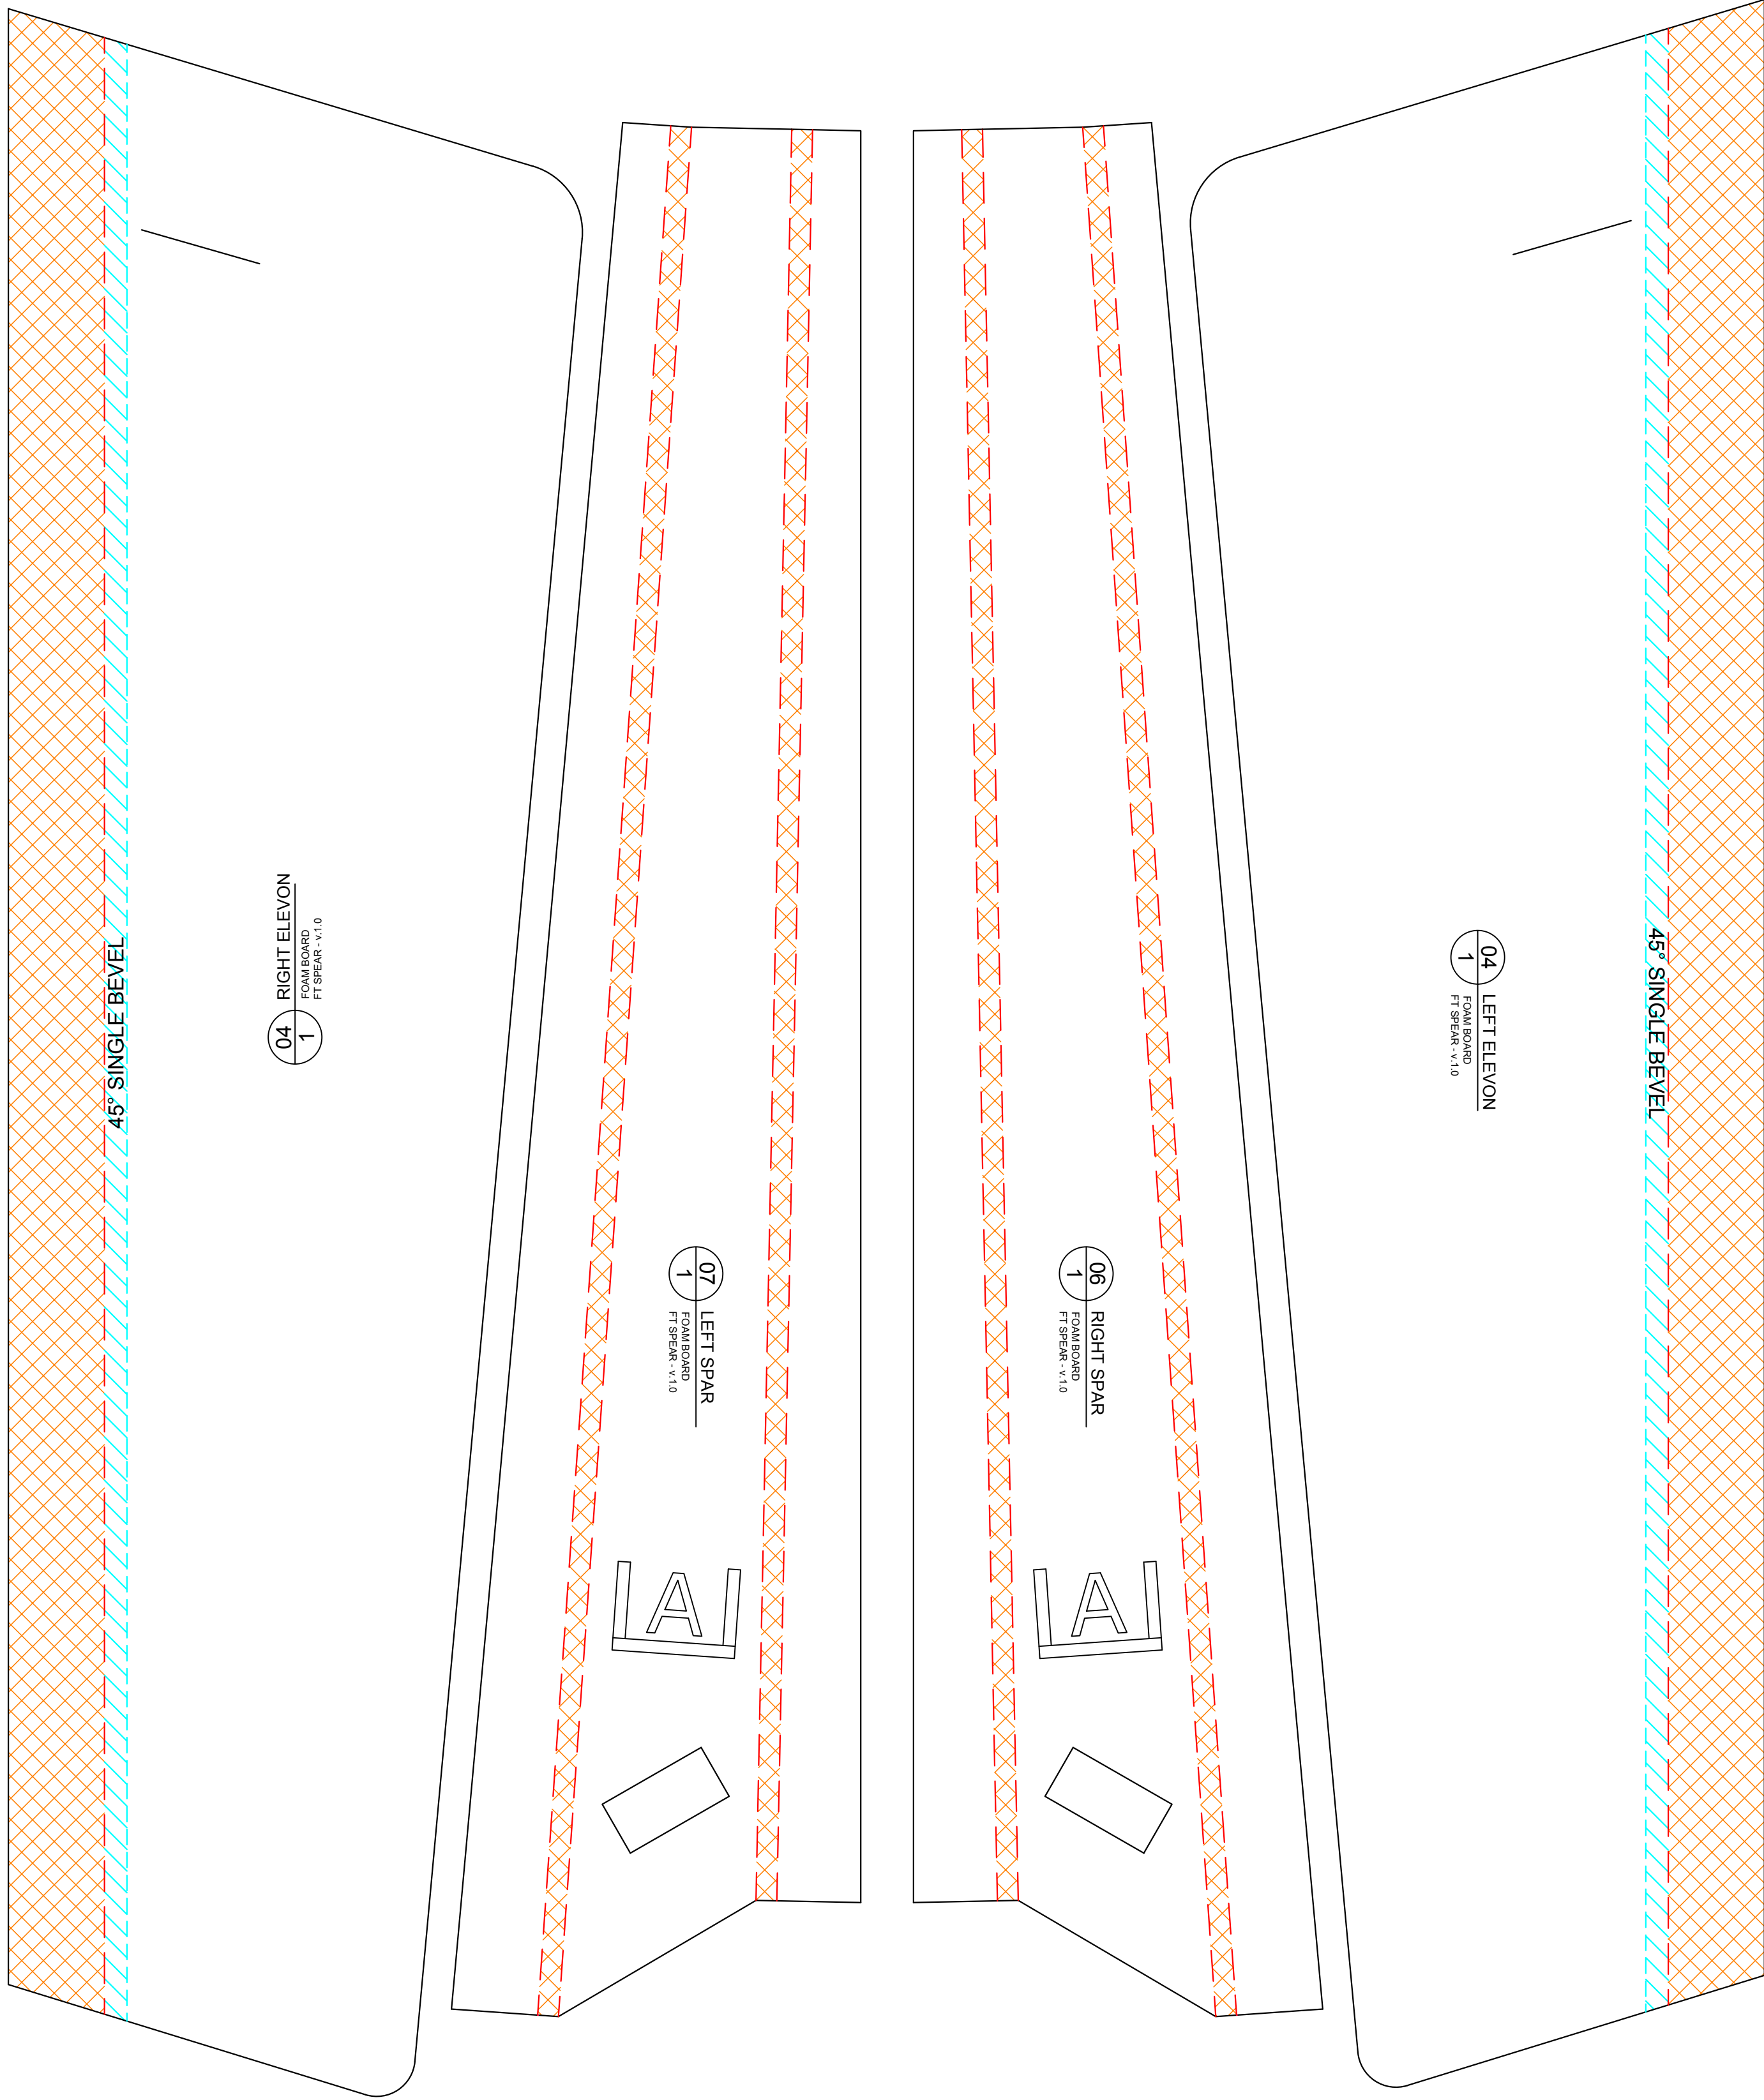 45° SINGLE BEVEL
RIGHT ELEVON
FOAM BOARD
FT SPEAR - v.1.0
04
1
07
1
LEFT SPAR
FOAM BOARD
FT SPEAR - v.1.0
A
06
1
RIGHT SPAR
FOAM BOARD
FT SPEAR - v.1.0
A
04
1
LEFT ELEVON
FOAM BOARD
FT SPEAR - v.1.0
45° SINGLE BEVEL